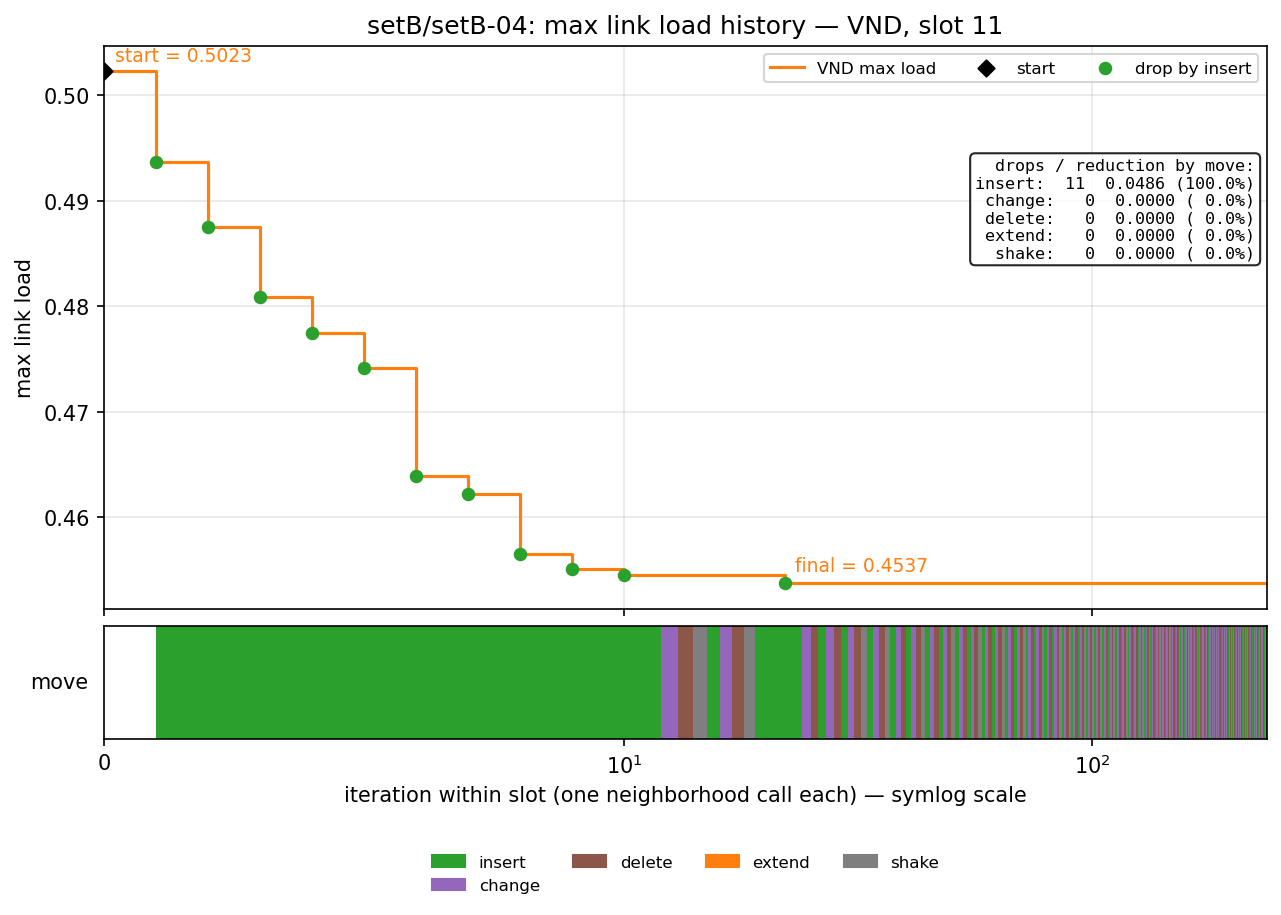 setB/setB-04: max link load history — VND, slot 11
start = 0.5023
VND max load
start
drop by insert
drops / reduction by move:
insert:  11  0.0486 (100.0%)
change:   0  0.0000 ( 0.0%)
delete:   0  0.0000 ( 0.0%)
extend:   0  0.0000 ( 0.0%)
shake:   0  0.0000 ( 0.0%)
0.50
0.49
0.48
0.47
0.46
max link load
final = 0.4537
move
0
10¹
10²
iteration within slot (one neighborhood call each) — symlog scale
insert
delete
extend
shake
change